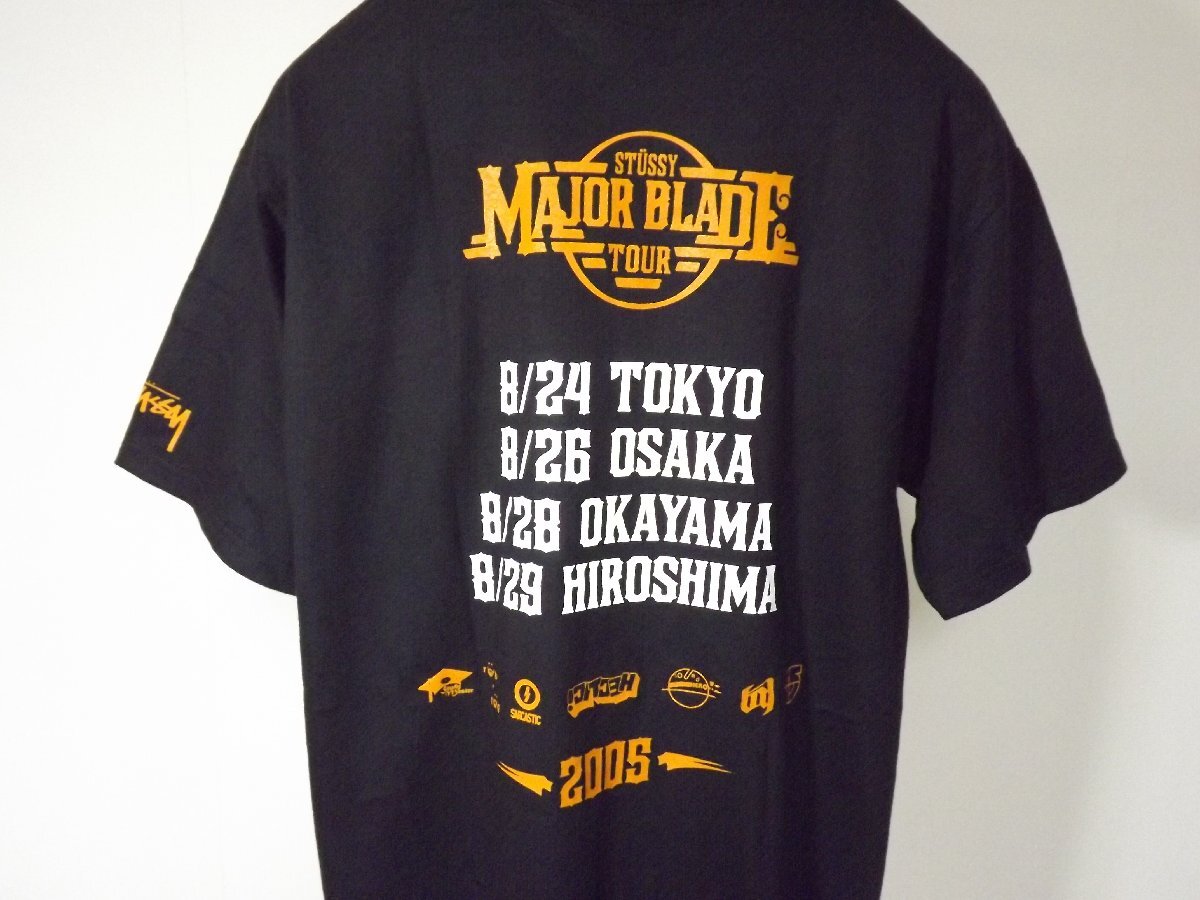 STÜSSY
MAJOR BLADE
TOUR
8/24 TOKYO
8/26 OSAKA
8/28 OKAYAMA
8/29 HIROSHIMA
SARCASTIC
HECTIC!
2005